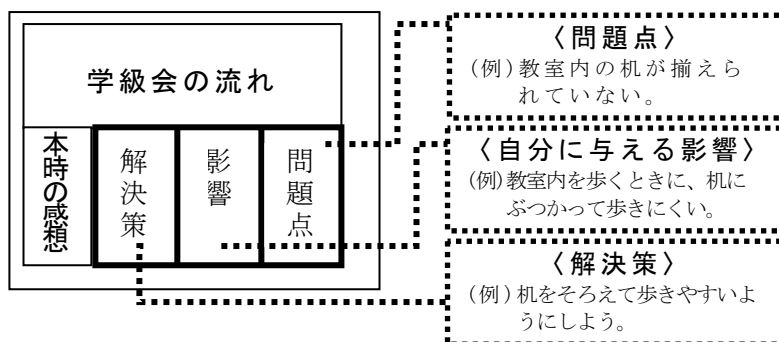 学級会の流れ
本時の感想
解決策
影響
問題点
〈問題点〉
(例)教室内の机が揃えら
れていない。
〈自分に与える影響〉
(例)教室内を歩くときに、机に
ぶつかって歩きにくい。
〈解決策〉
(例)机をそろえて歩きやすいよ
うにしよう。